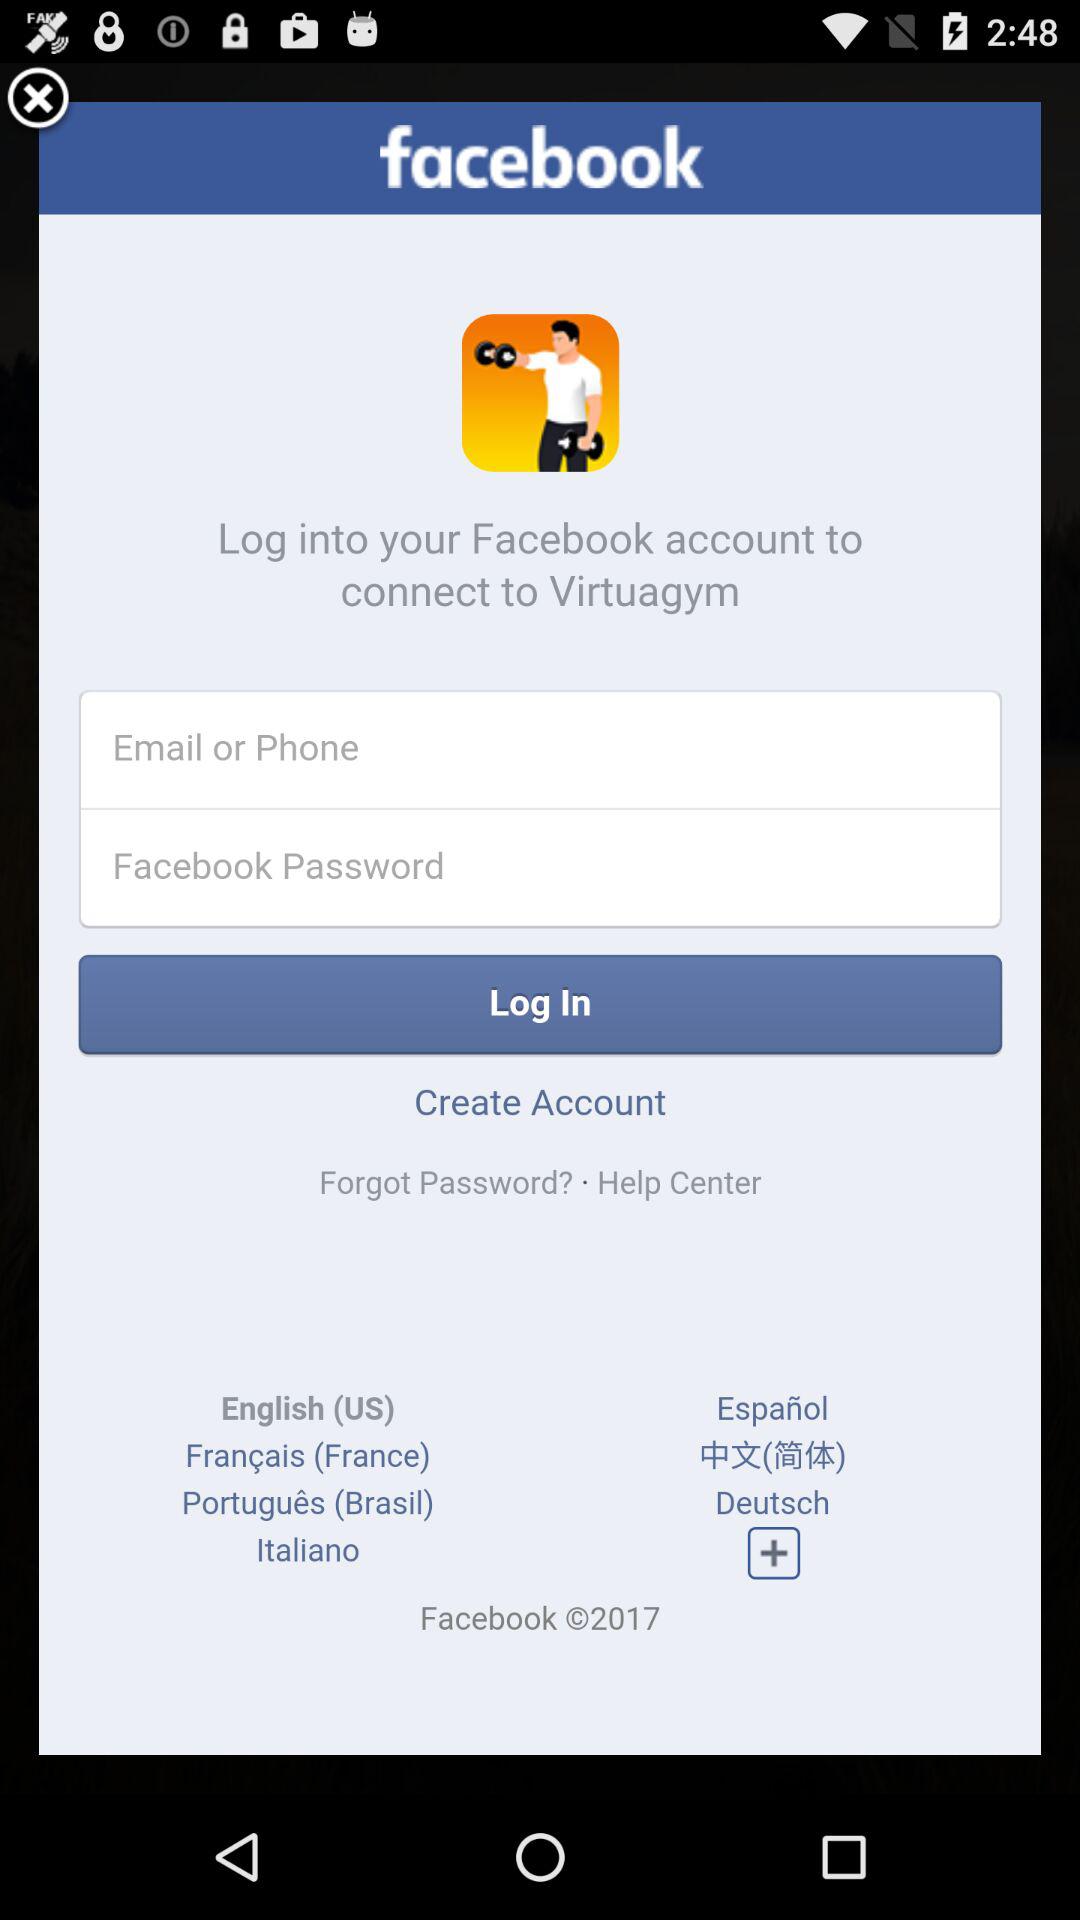 FAKE
2:48
facebook
Log into your Facebook account to
connect to Virtuagym
Email or Phone
Facebook Password
Log In
Create Account
Forgot Password? · Help Center
English (US)
Español
Français (France)
中文(简体)
Português (Brasil)
Deutsch
Italiano
Facebook ©2017